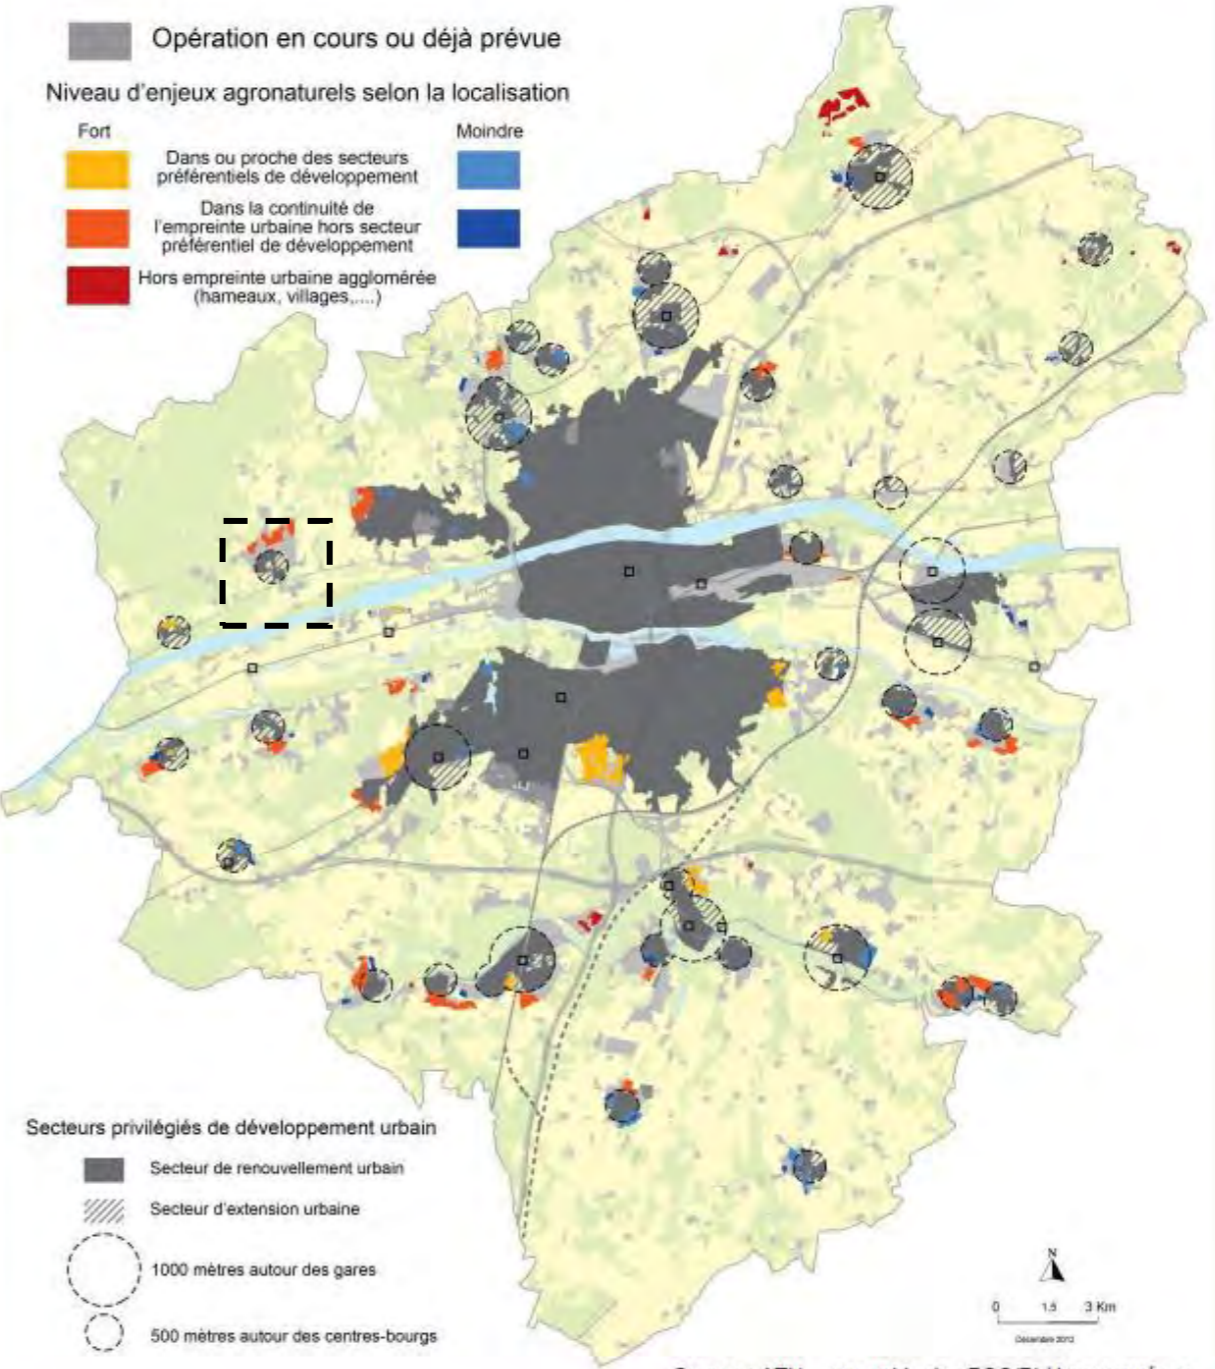 Opération en cours ou déjà prévue
Niveau d'enjeux agronaturels selon la localisation
Fort
Moindre
Dans ou proche des secteurs
préférentiels de développement
Dans la continuité de
l'empreinte urbaine hors secteur
préférentiel de développement
Hors empreinte urbaine agglomérée
(hameaux, villages,....)
Secteurs privilégiés de développement urbain
Secteur de renouvellement urbain
Secteur d'extension urbaine
1000 mètres autour des gares
500 mètres autour des centres-bourgs
N
0 1.5 3 Km
Décembre 2012